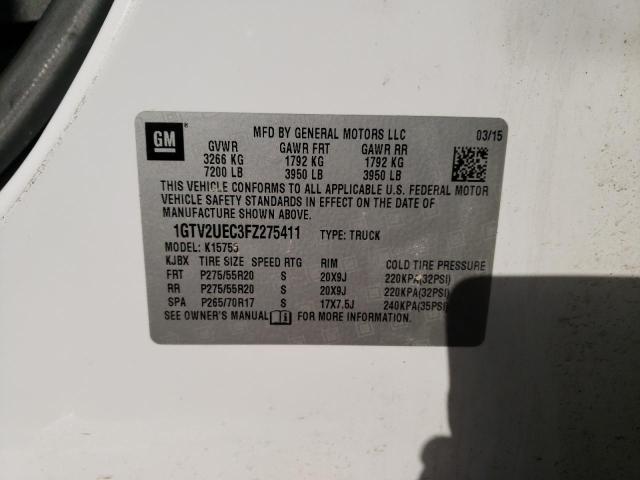 GM ® MFD BY GENERAL MOTORS LLC 03/15
GVWR GAWR FRT GAWR RR
3266 KG 1792 KG 1792 KG
7200 LB 3950 LB 3950 LB
THIS VEHICLE CONFORMS TO ALL APPLICABLE U.S. FEDERAL MOTOR
VEHICLE SAFETY STANDARDS IN EFFECT ON THE DATE OF
MANUFACTURE SHOWN ABOVE.
1GTV2UEC3FZ275411 TYPE: TRUCK
MODEL: K15753
KJBX TIRE SIZE SPEED RTG RIM COLD TIRE PRESSURE
FRT P275/55R20 S 20X9J 220KPA(32PSI)
RR P275/55R20 S 20X9J 220KPA(32PSI)
SPA P265/70R17 S 17X7.5J 240KPA(35PSI)
SEE OWNER'S MANUAL FOR MORE INFORMATION